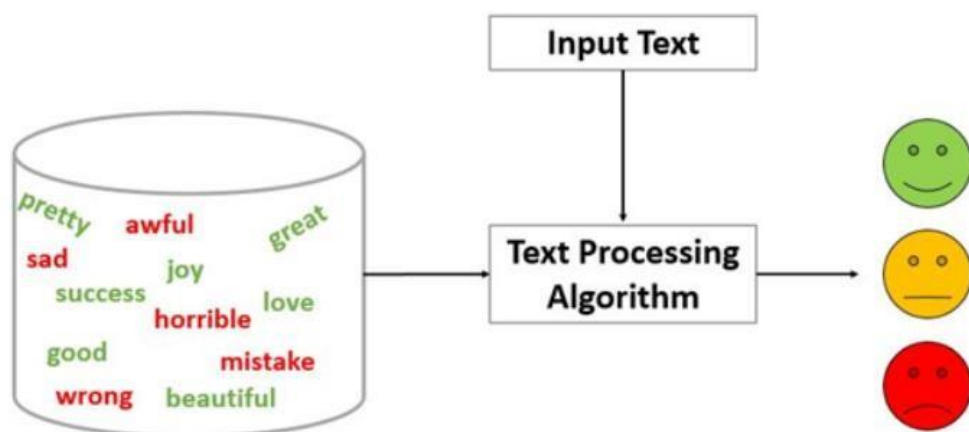 Input Text
pretty
awful
great
sad
joy
success
love
horrible
good
mistake
wrong
beautiful
Text Processing
Algorithm